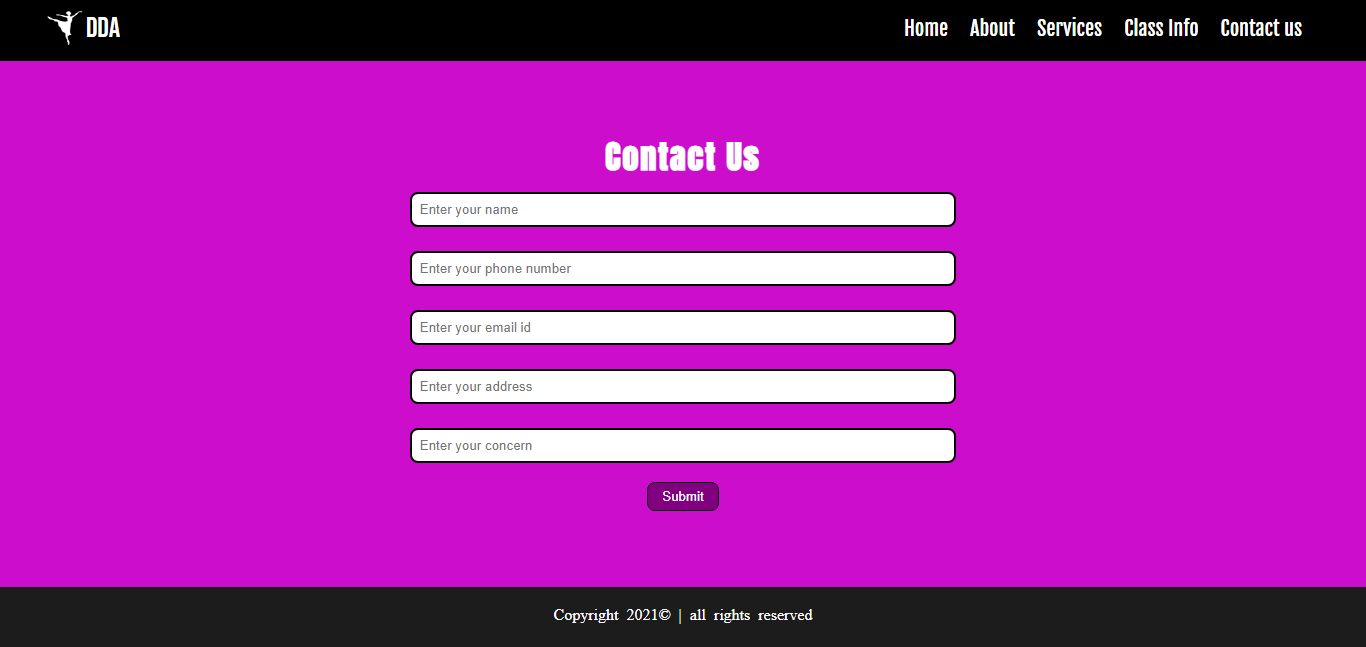 DDA
Home About Services Class Info Contact us
Contact Us
Enter your name
Enter your phone number
Enter your email id
Enter your address
Enter your concern
Submit
Copyright 2021© | all rights reserved